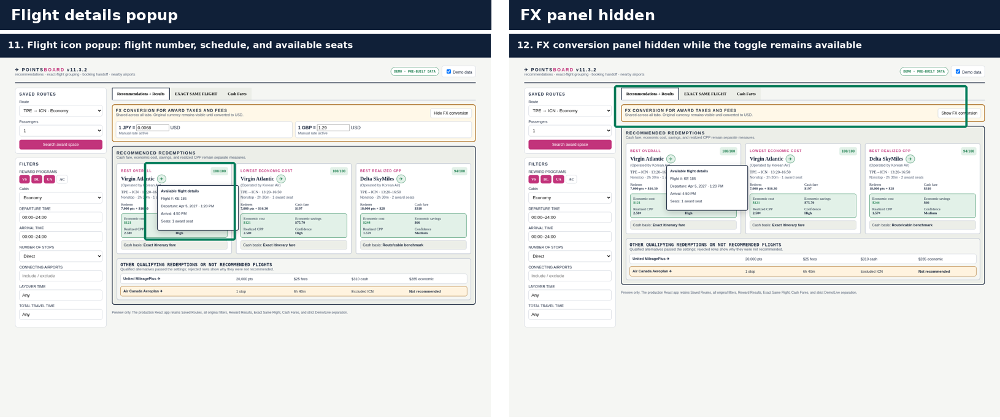 Flight details popup
11. Flight icon popup: flight number, schedule, and available seats
✈ POINTSBOARD v11.3.2
recommendations · exact-flight grouping · booking handoff · nearby airports
DEMO · PRE-BUILT DATA
Demo data
SAVED ROUTES
Route
TPE → ICN · Economy
Passengers
1
Search award space
FILTERS
REWARD PROGRAMS
VS DL UA AC
Cabin
Economy
DEPARTURE TIME
00:00–24:00
ARRIVAL TIME
00:00–24:00
NUMBER OF STOPS
Direct
CONNECTING AIRPORTS
Include / exclude
LAYOVER TIME
Any
TOTAL TRAVEL TIME
Any
Recommendations + Results EXACT SAME FLIGHT Cash Fares
FX CONVERSION FOR AWARD TAXES AND FEES
Shared across all tabs. Original currency remains visible until converted to USD.
Hide FX conversion
1 JPY = 0.0068 USD
Manual rate active
1 GBP = 1.29 USD
Manual rate active
RECOMMENDED REDEMPTIONS
Cash fare, economic cost, savings, and realized CPP remain separate measures.
BEST OVERALL 100/100
Virgin Atlantic ✈
(Operated by Korean Air)
TPE→ICN · 13:20–16
Nonstop · 2h 30m · 1 a
Redeem
7,000 pts + $16.30
Economic cost
$121
Realized CPP
2.58¢
High
Cash basis: Exact itinerary fare
Available flight details
Flight #: KE 186
Departure: Apr 5, 2027 · 1:20 PM
Arrival: 4:50 PM
Seats: 1 award seat
LOWEST ECONOMIC COST 100/100
Virgin Atlantic ✈
(Operated by Korean Air)
TPE→ICN · 13:20–16:50
Nonstop · 2h 30m · 1 award seat
Redeem Cash fare
7,000 pts + $16.30 $197
Economic cost Economic savings
$121 $75.70
Realized CPP Confidence
2.58¢ High
Cash basis: Exact itinerary fare
BEST REALIZED CPP 94/100
Delta SkyMiles ✈
(Operated by Korean Air)
TPE→ICN · 13:20–16:50
Nonstop · 2h 30m · 2 award seats
Redeem Cash fare
18,000 pts + $28 $310
Economic cost Economic savings
$244 $66
Realized CPP Confidence
1.57¢ Medium
Cash basis: Route/cabin benchmark
OTHER QUALIFYING REDEMPTIONS OR NOT RECOMMENDED FLIGHTS
Qualified alternatives passed the settings; rejected rows show why they were not recommended.
United MileagePlus ✈ 20,000 pts $25 fees $310 cash $285 economic
Air Canada Aeroplan ✈ 1 stop 6h 40m Excluded ICN Not recommended
Preview only. The production React app retains Saved Routes, all original filters, Reward Results, Exact Same Flight, Cash Fares, and strict Demo/Live separation.
FX panel hidden
12. FX conversion panel hidden while the toggle remains available
✈ POINTSBOARD v11.3.2
recommendations · exact-flight grouping · booking handoff · nearby airports
DEMO · PRE-BUILT DATA
Demo data
SAVED ROUTES
Route
TPE → ICN · Economy
Passengers
1
Search award space
FILTERS
REWARD PROGRAMS
VS DL UA AC
Cabin
Economy
DEPARTURE TIME
00:00–24:00
ARRIVAL TIME
00:00–24:00
NUMBER OF STOPS
Direct
CONNECTING AIRPORTS
Include / exclude
LAYOVER TIME
Any
TOTAL TRAVEL TIME
Any
Recommendations + Results EXACT SAME FLIGHT Cash Fares
FX CONVERSION FOR AWARD TAXES AND FEES
Shared across all tabs. Original currency remains visible until converted to USD.
Show FX conversion
RECOMMENDED REDEMPTIONS
Cash fare, economic cost, savings, and realized CPP remain separate measures.
BEST OVERALL 100/100
Virgin Atlantic ✈
(Operated by Korean Air)
TPE→ICN · 13:20–16
Nonstop · 2h 30m · 1 a
Redeem
7,000 pts + $16.30
Economic cost
$121
Realized CPP
2.58¢
High
Cash basis: Exact itinerary fare
Available flight details
Flight #: KE 186
Departure: Apr 5, 2027 · 1:20 PM
Arrival: 4:50 PM
Seats: 1 award seat
LOWEST ECONOMIC COST 100/100
Virgin Atlantic ✈
(Operated by Korean Air)
TPE→ICN · 13:20–16:50
Nonstop · 2h 30m · 1 award seat
Redeem Cash fare
7,000 pts + $16.30 $197
Economic cost Economic savings
$121 $75.70
Realized CPP Confidence
2.58¢ High
Cash basis: Exact itinerary fare
BEST REALIZED CPP 94/100
Delta SkyMiles ✈
(Operated by Korean Air)
TPE→ICN · 13:20–16:50
Nonstop · 2h 30m · 2 award seats
Redeem Cash fare
18,000 pts + $28 $310
Economic cost Economic savings
$244 $66
Realized CPP Confidence
1.57¢ Medium
Cash basis: Route/cabin benchmark
OTHER QUALIFYING REDEMPTIONS OR NOT RECOMMENDED FLIGHTS
Qualified alternatives passed the settings; rejected rows show why they were not recommended.
United MileagePlus ✈ 20,000 pts $25 fees $310 cash $285 economic
Air Canada Aeroplan ✈ 1 stop 6h 40m Excluded ICN Not recommended
Preview only. The production React app retains Saved Routes, all original filters, Reward Results, Exact Same Flight, Cash Fares, and strict Demo/Live separation.